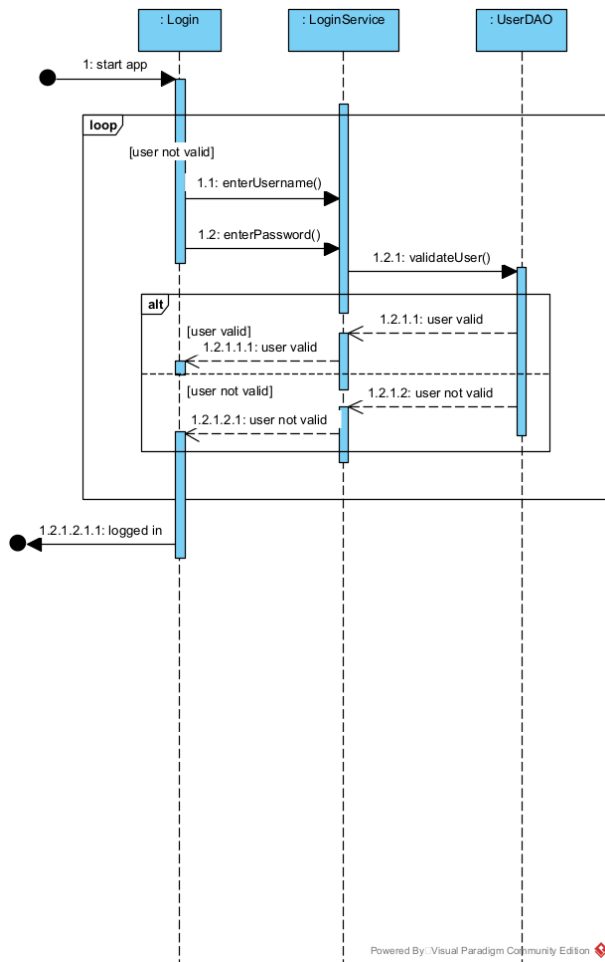 : Login
: LoginService
: UserDAO
1: start app
loop
[user not valid]
1.1: enterUsername()
1.2: enterPassword()
1.2.1: validateUser()
alt
1.2.1.1: user valid
[user valid]
1.2.1.1.1: user valid
[user not valid]
1.2.1.2: user not valid
1.2.1.2.1: user not valid
1.2.1.2.1.1: logged in
Powered By Visual Paradigm Community Edition